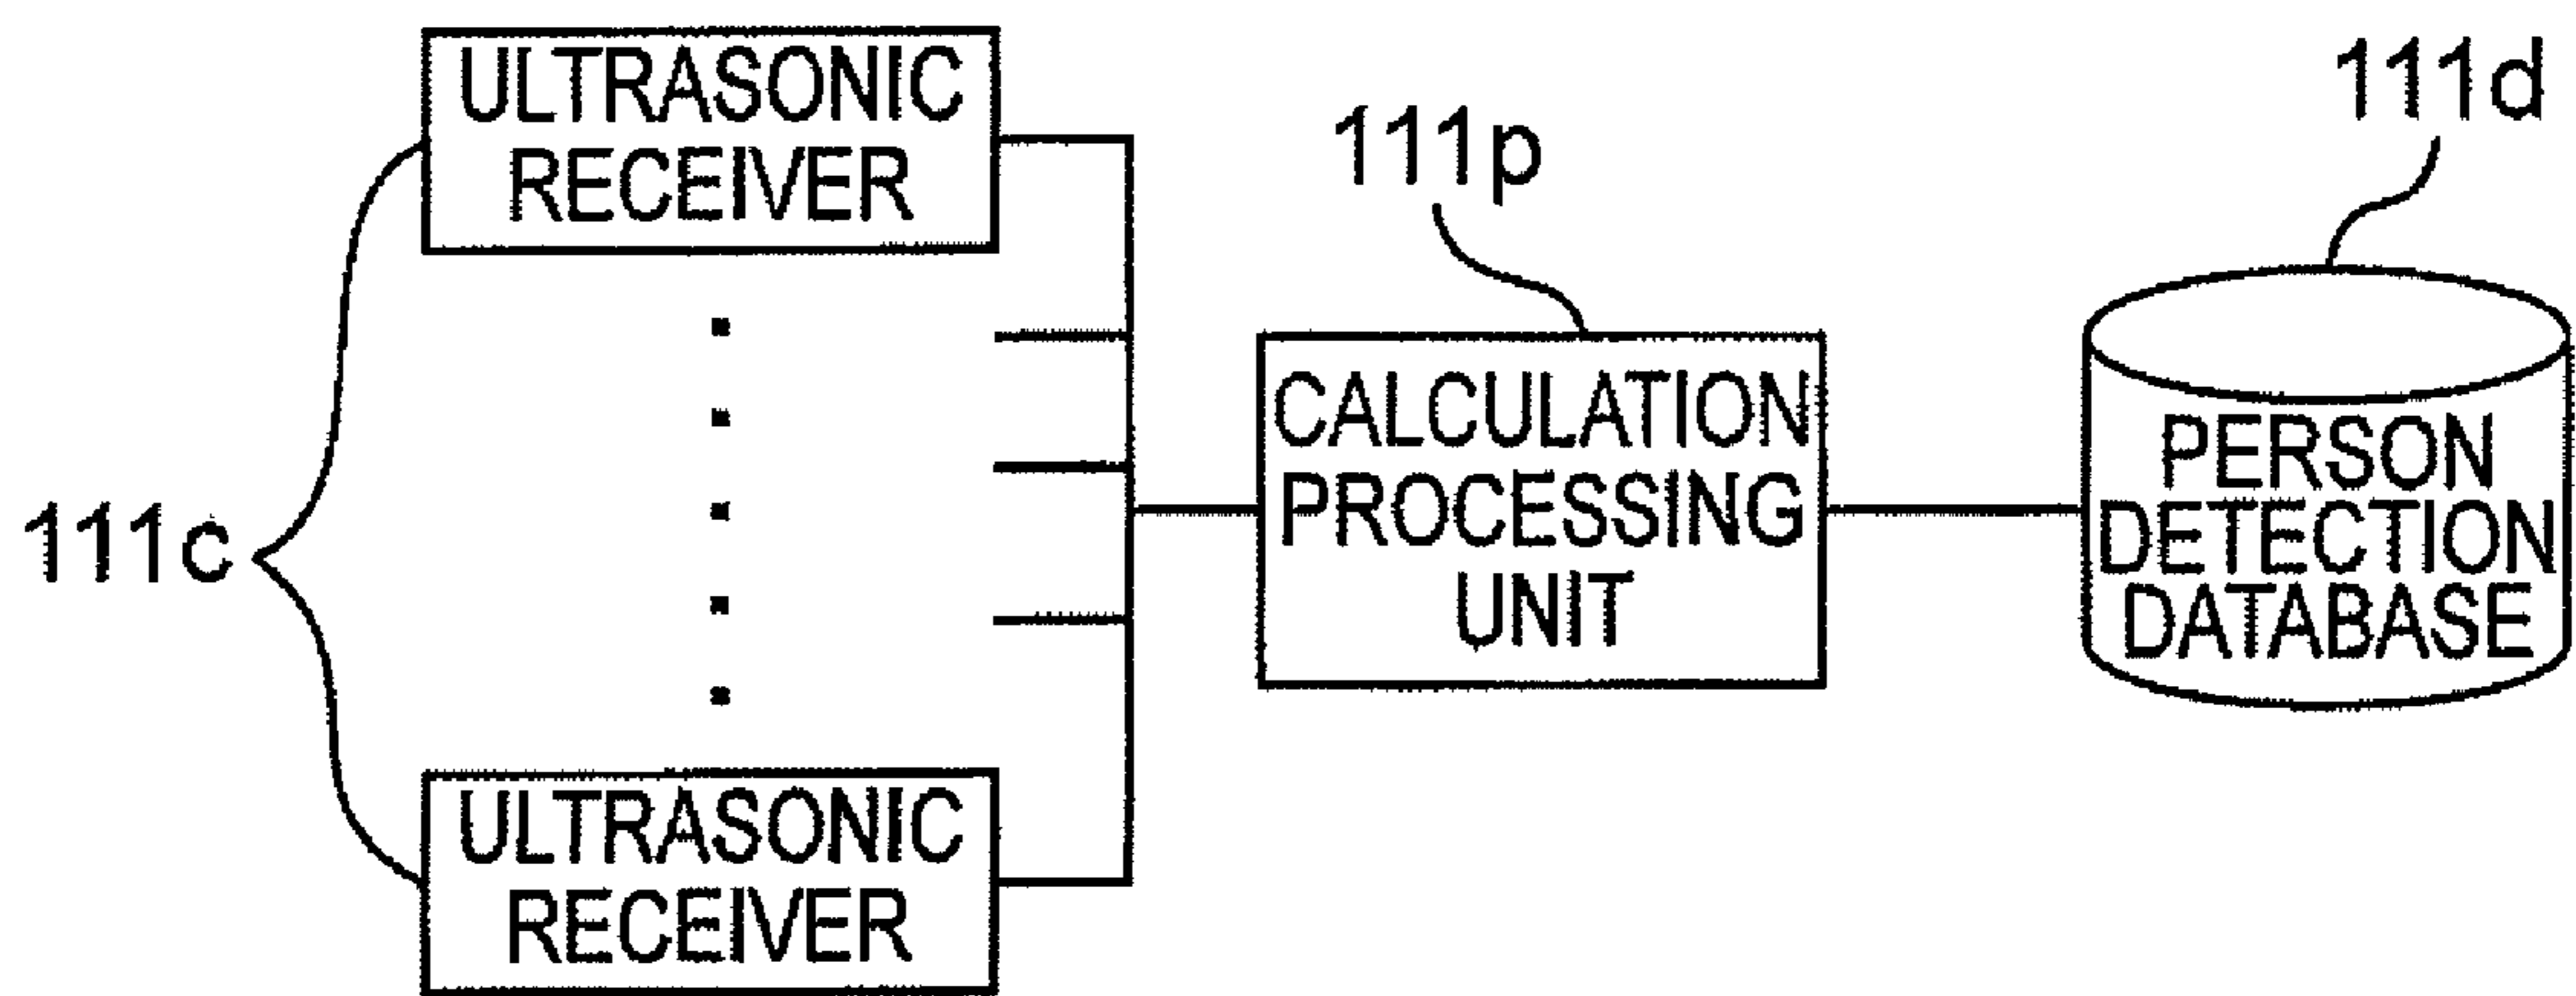 ULTRASONIC
RECEIVER
111c
ULTRASONIC
RECEIVER
111p
CALCULATION
PROCESSING
UNIT
111d
PERSON
DETECTION
DATABASE